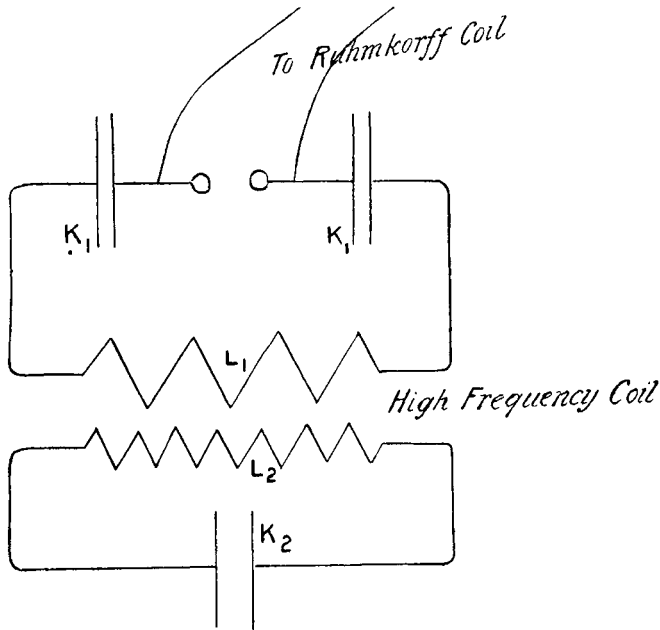 To Ruhmkorff Coil
K₁
K₁
L₁
High Frequency Coil
L₂
K₂